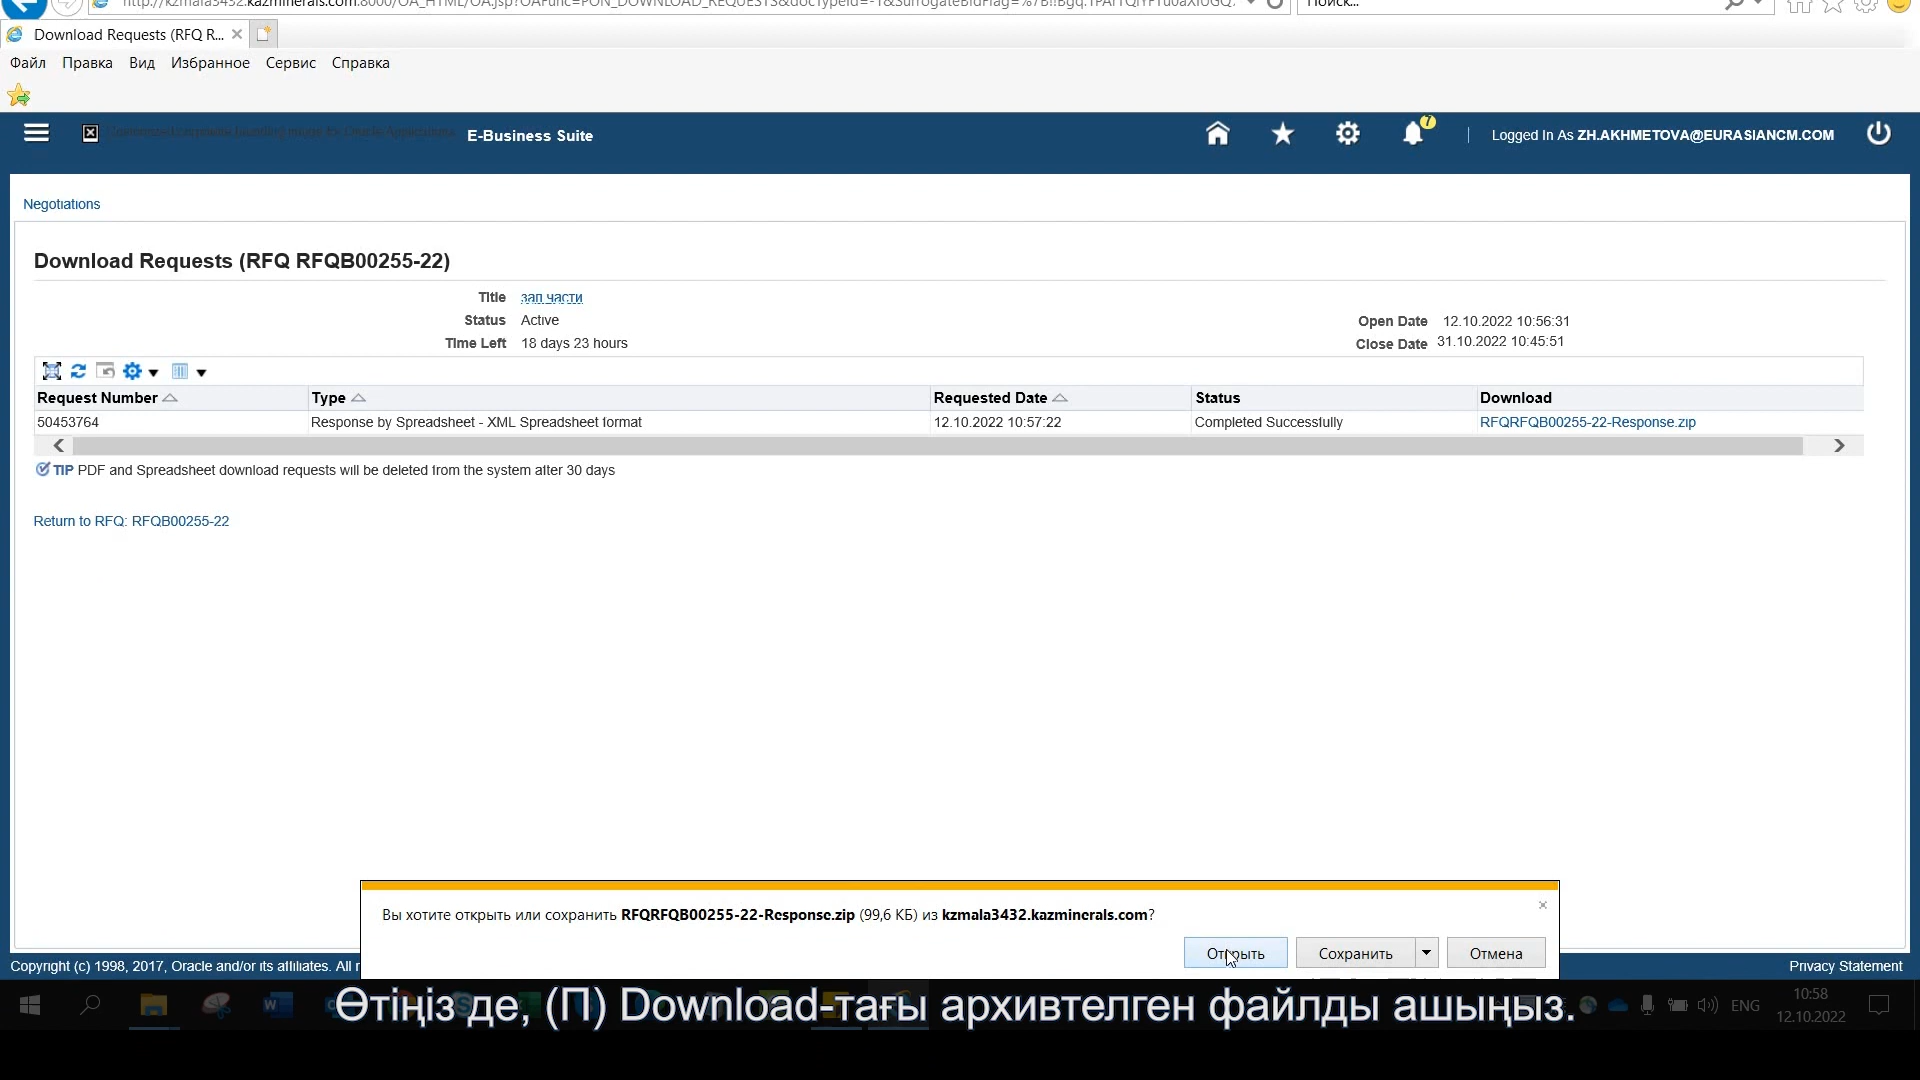 Download Requests (RFQ R...
Файл Правка Вид Избранное Сервис Справка
E-Business Suite
7
Logged In As ZH.AKHMETOVA@EURASIANCM.COM
Negotiations
Download Requests (RFQ RFQB00255-22)
Title зап части
Status Active
Time Left 18 days 23 hours
Open Date 12.10.2022 10:56:31
Close Date 31.10.2022 10:45:51
Request Number Type Requested Date Status Download
50453764 Response by Spreadsheet - XML Spreadsheet format 12.10.2022 10:57:22 Completed Successfully RFQRFQB00255-22-Response.zip
TIP PDF and Spreadsheet download requests will be deleted from the system after 30 days
Return to RFQ: RFQB00255-22
Вы хотите открыть или сохранить RFQRFQB00255-22-Response.zip (99,6 КБ) из kzmala3432.kazminerals.com?
Открыть Сохранить Отмена
Copyright (c) 1998, 2017, Oracle and/or its affiliates. All r
Privacy Statement
Өтіңіз де, (П) Download-тағы архивтелген файлды ашыңыз.
ENG
10:58
12.10.2022